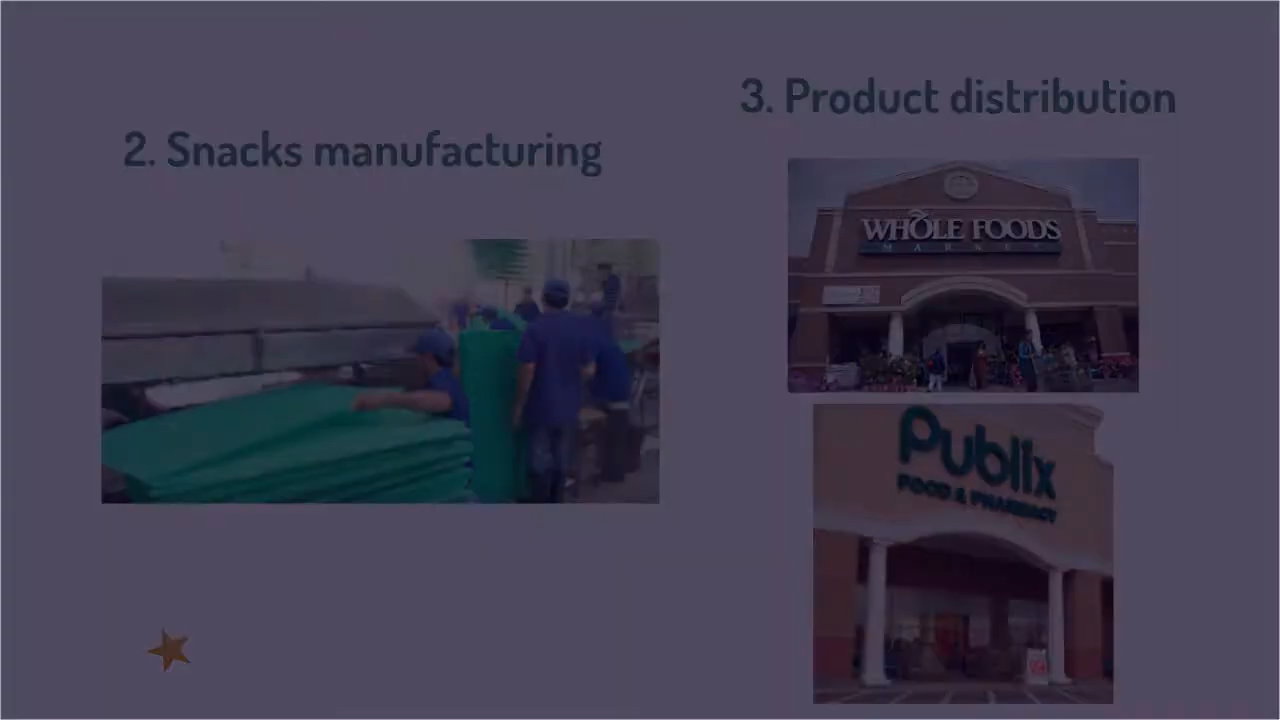 2. Snacks manufacturing
3. Product distribution
WHOLE FOODS
MARKET
Publix
FOOD & PHARMACY